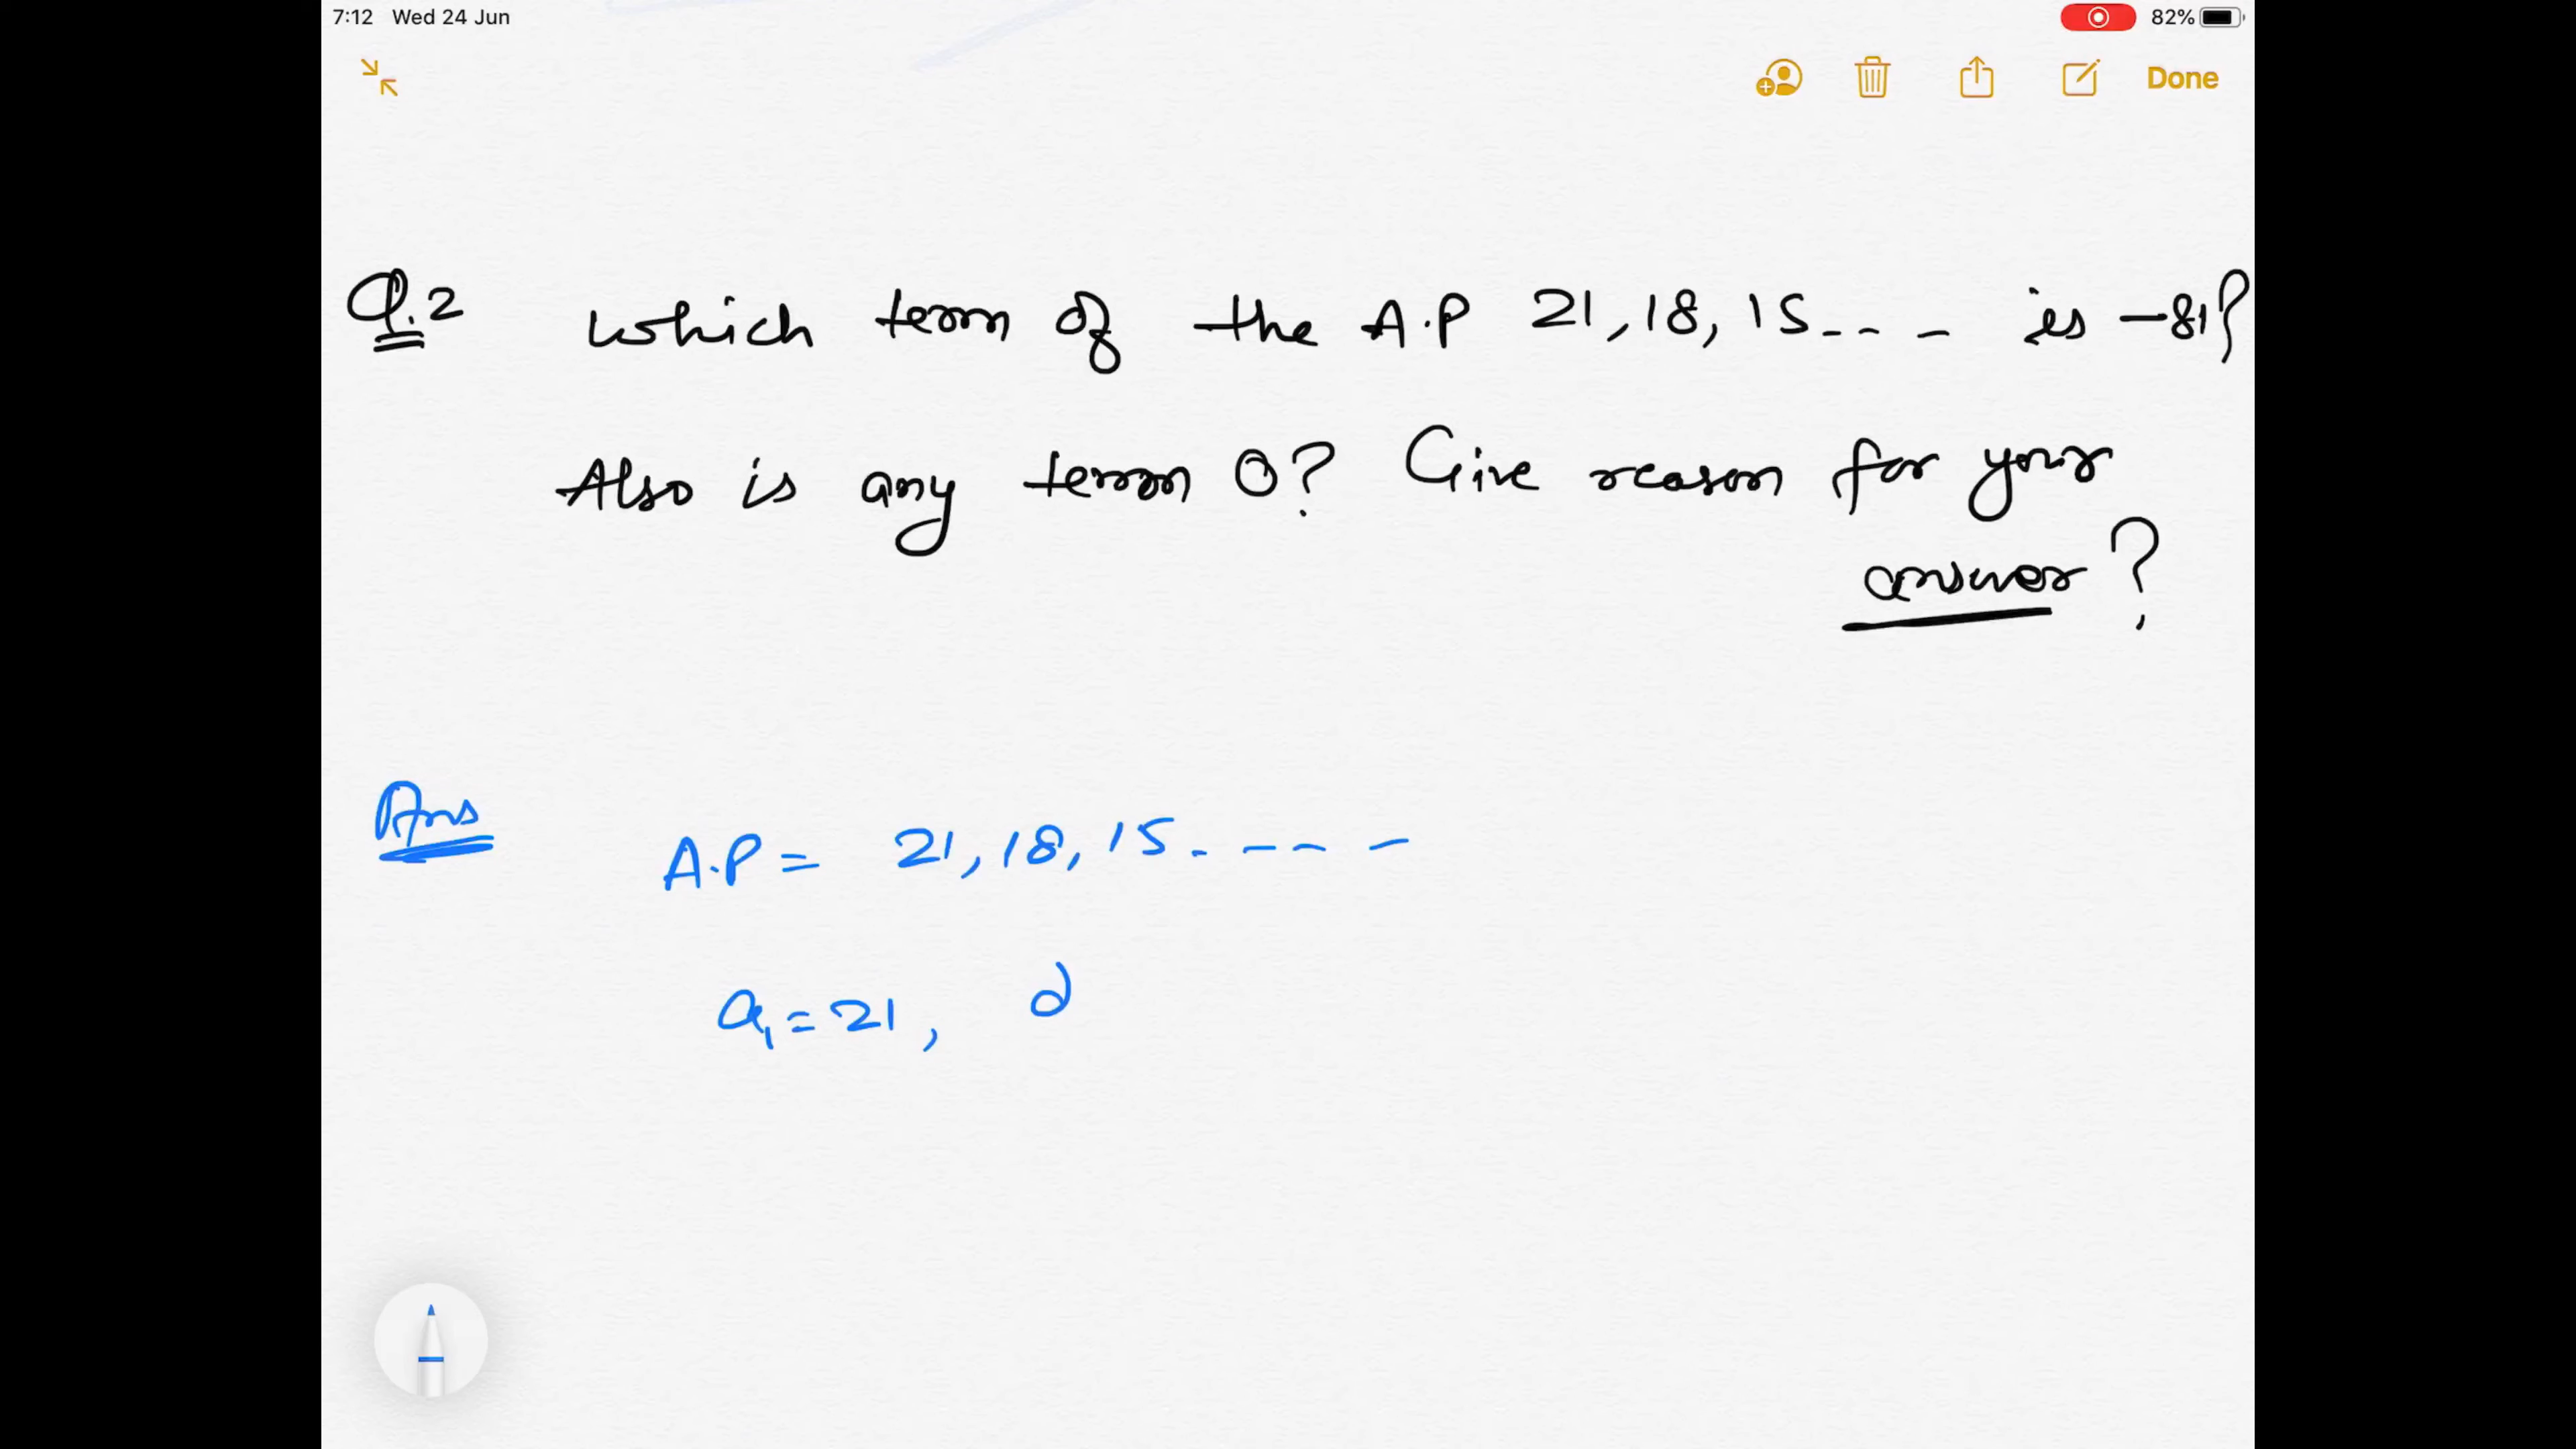 7:12 Wed 24 Jun
82%
Done
Q.2 which term of the A.P 21, 18, 15 - - - is -81?
Also is any term 0? Give reason for your
answer?
Ans A.P = 21, 18, 15 - - - -
a₁ = 21, d